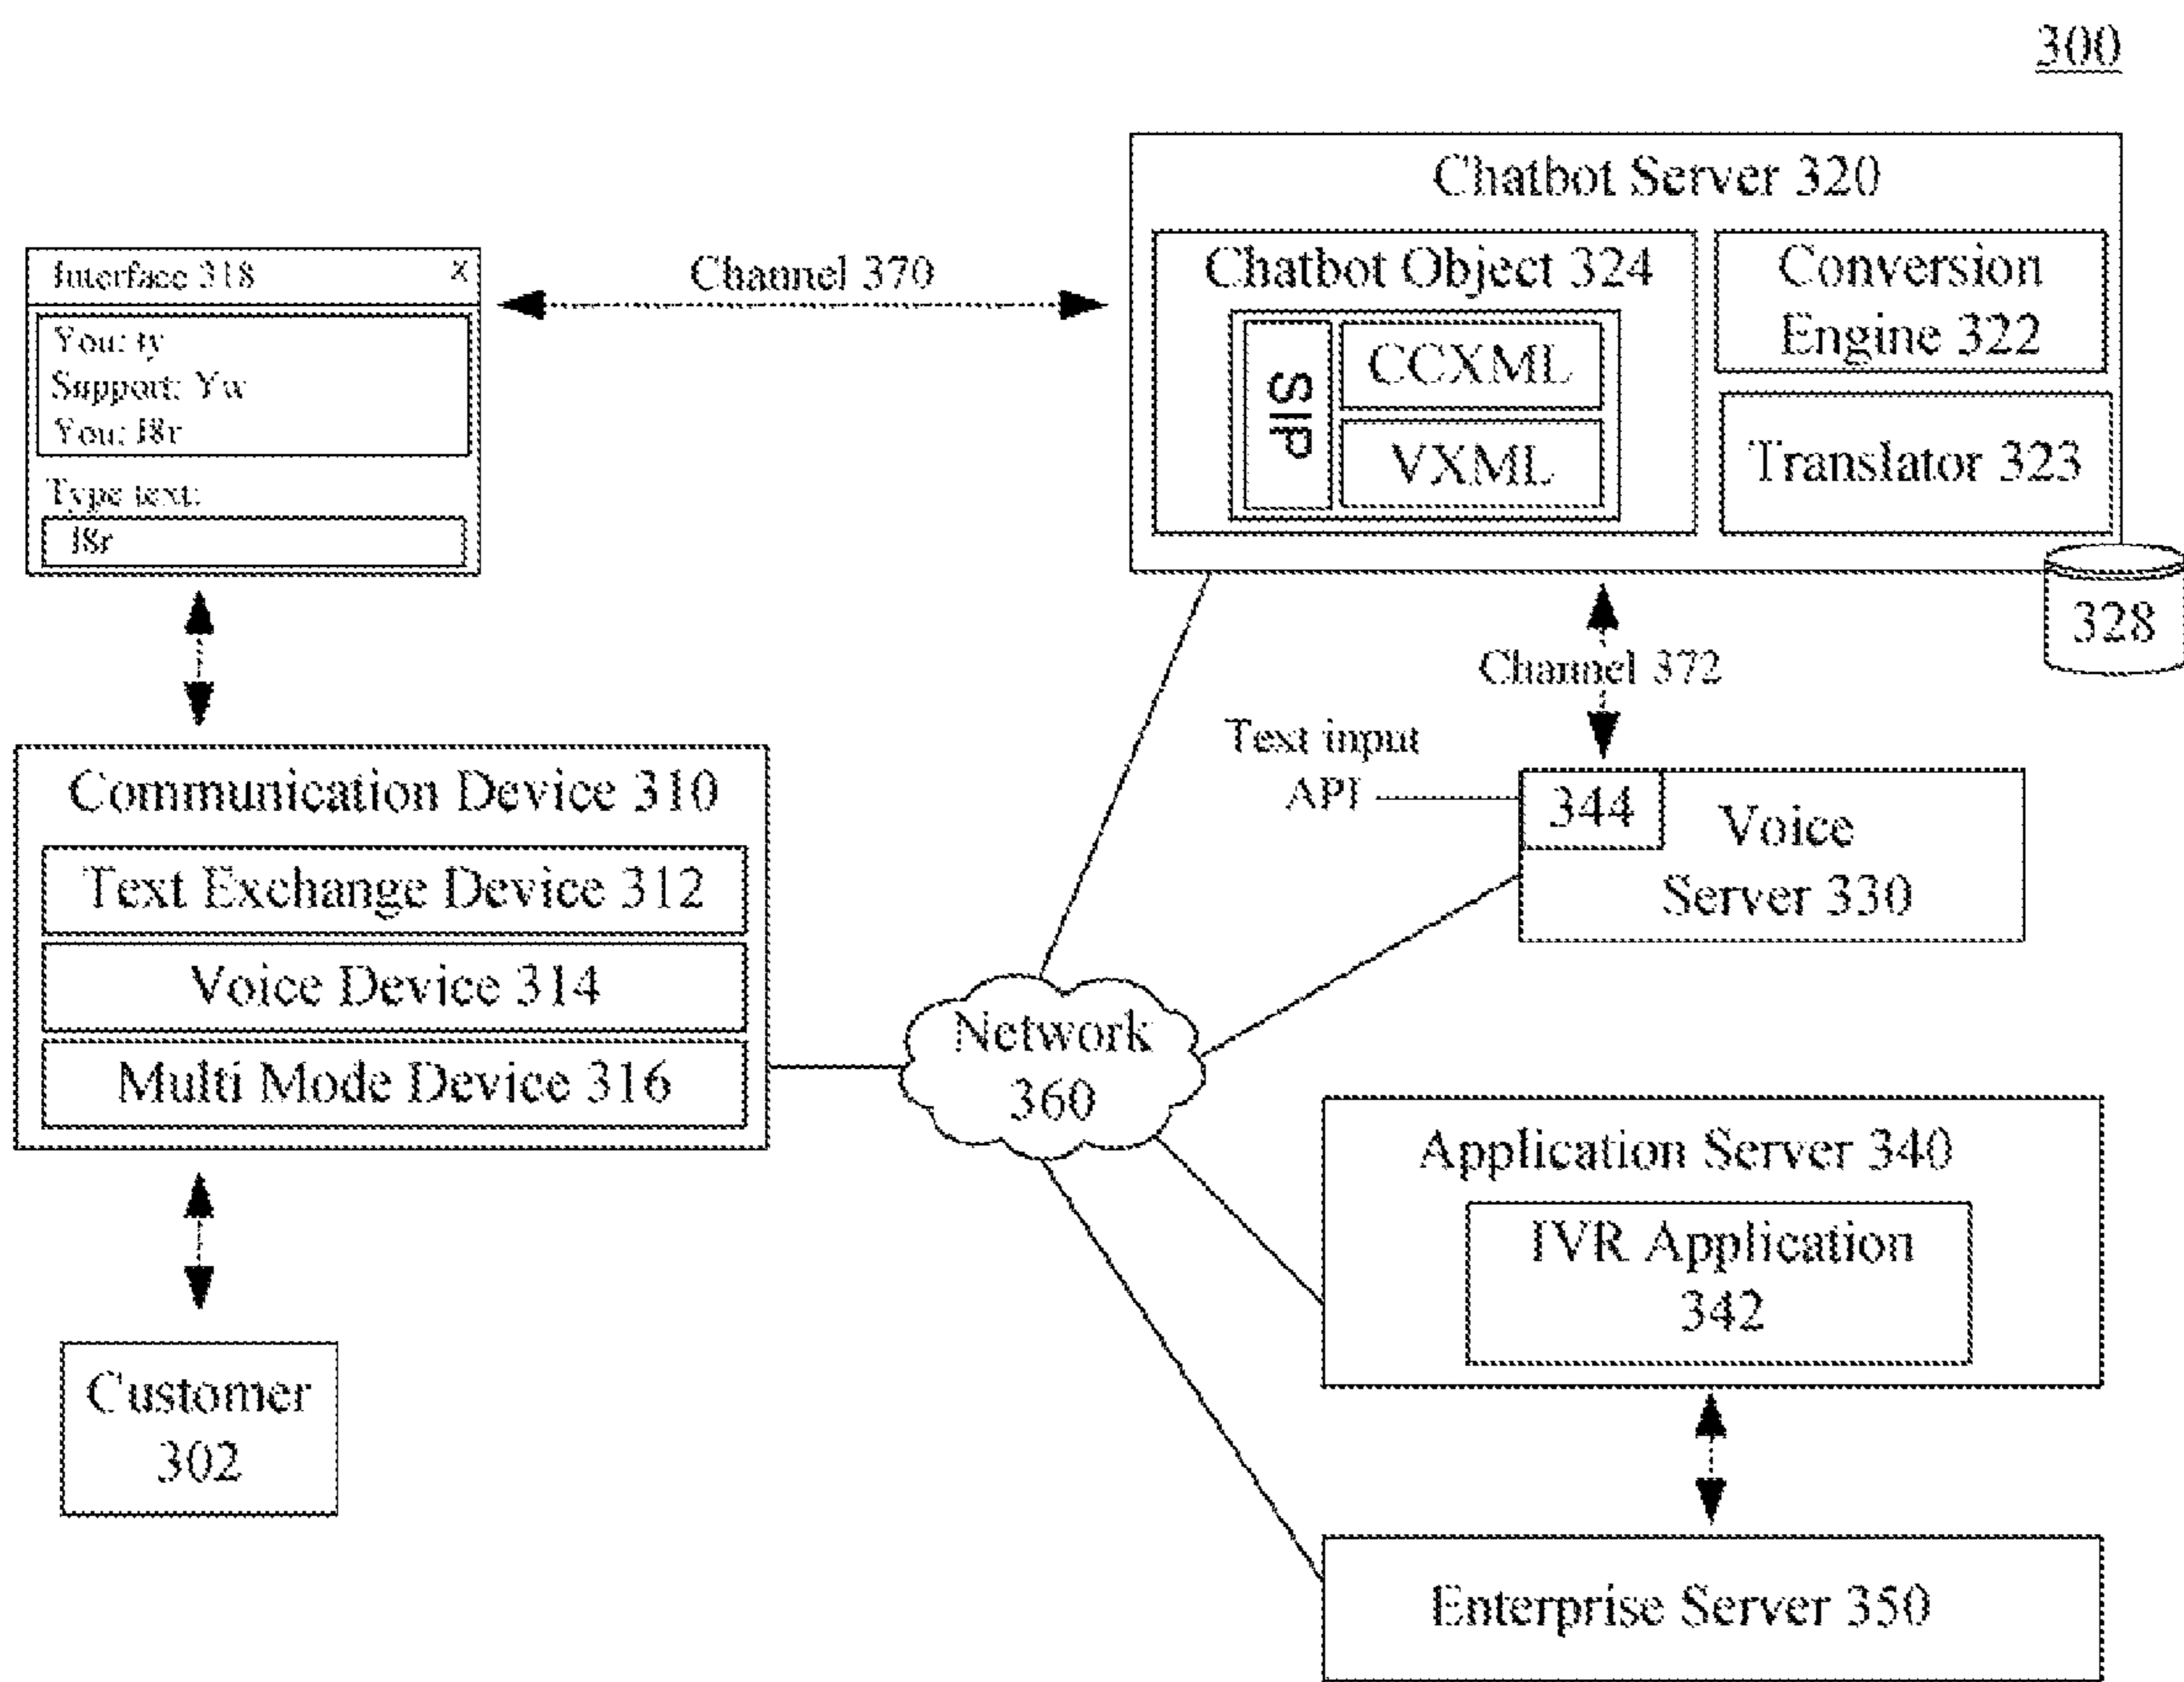 300
Chatbot Server 320
Chatbot Object 324
SIP
CCXML
VXML
Conversion
Engine 322
Translator 323
328
Channel 370
Interface 318 X
You: ty
Support: Yw
You: l8r
Type text:
l8r
Channel 372
Text input
API
344
Voice
Server 330
Communication Device 310
Text Exchange Device 312
Voice Device 314
Multi Mode Device 316
Network
360
Application Server 340
IVR Application
342
Customer
302
Enterprise Server 350